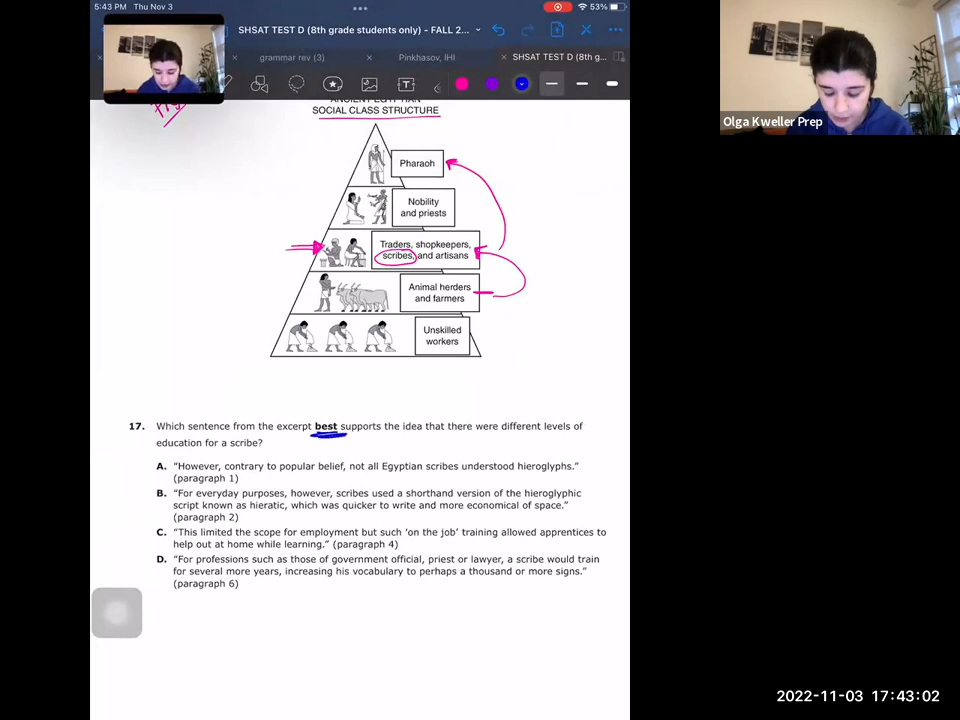 5:43 PM Thu Nov 3
53%
SHSAT TEST D (8th grade students only) - FALL 2...
grammar rev (3)
Pinkhasov, IHI
SHSAT TEST D (8th g...
Olga Kweller Prep
SOCIAL CLASS STRUCTURE
Pharaoh
Nobility
and priests
Traders, shopkeepers,
scribes, and artisans
Animal herders
and farmers
Unskilled
workers
17. Which sentence from the excerpt best supports the idea that there were different levels of
education for a scribe?
A. “However, contrary to popular belief, not all Egyptian scribes understood hieroglyphs.”
(paragraph 1)
B. “For everyday purposes, however, scribes used a shorthand version of the hieroglyphic
script known as hieratic, which was quicker to write and more economical of space.”
(paragraph 2)
C. “This limited the scope for employment but such ‘on the job’ training allowed apprentices to
help out at home while learning.” (paragraph 4)
D. “For professions such as those of government official, priest or lawyer, a scribe would train
for several more years, increasing his vocabulary to perhaps a thousand or more signs.”
(paragraph 6)
2022-11-03 17:43:02